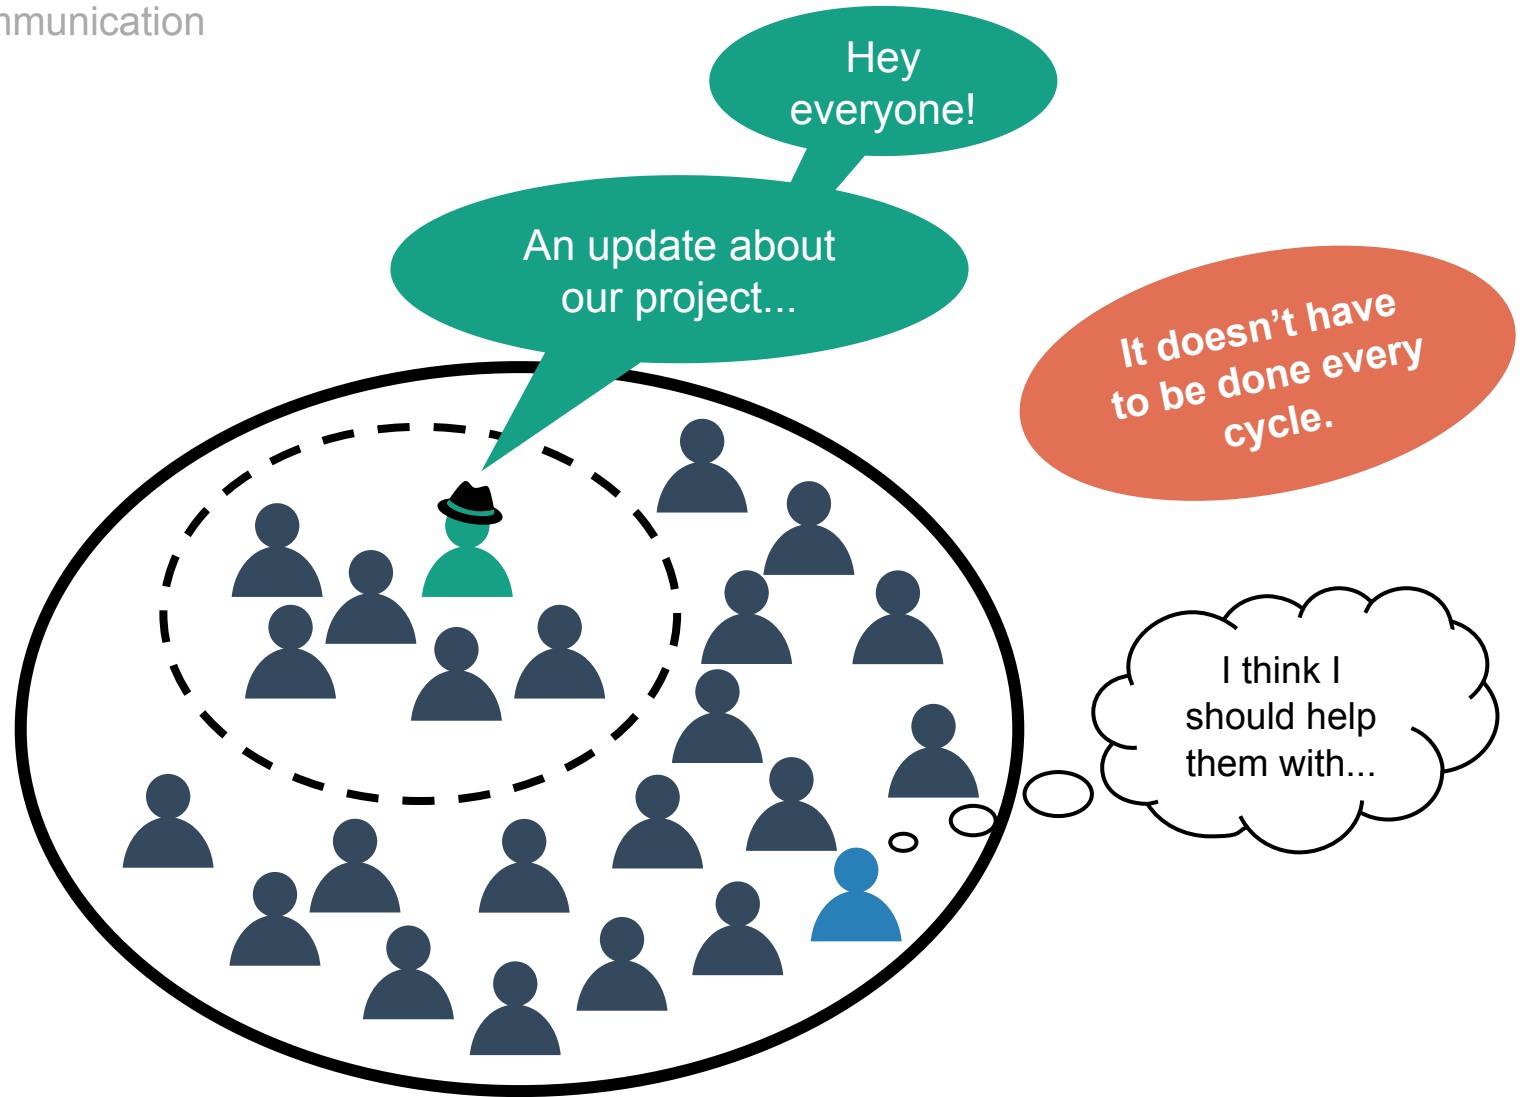 mmunication
Hey
everyone!
An update about
our project...
It doesn’t have
to be done every
cycle.
I think I
should help
them with...